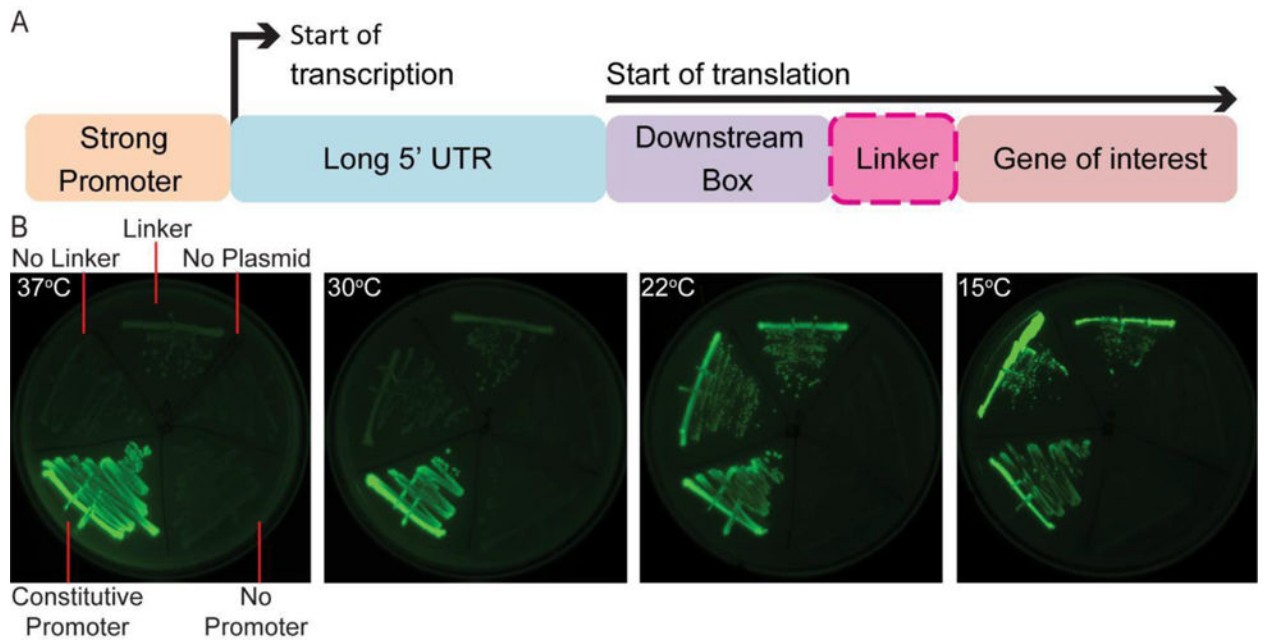 A
Start of
transcription
Start of translation
Strong
Promoter
Long 5’ UTR
Downstream
Box
Linker
Gene of interest
B
Linker
No Linker
No Plasmid
37°C
30°C
22°C
15°C
Constitutive
Promoter
No
Promoter